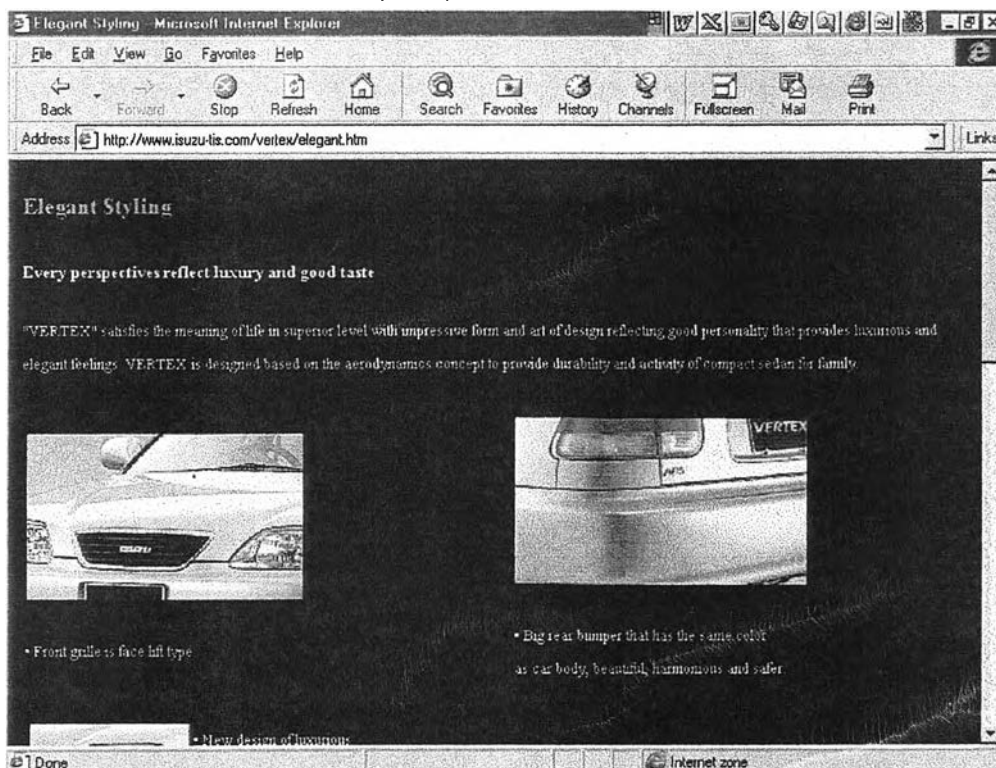 Elegant Styling - Microsoft Internet Explorer
File Edit View Go Favorites Help
Back Forward Stop Refresh Home Search Favorites History Channels Fullscreen Mail Print
Address http://www.isuzu-tis.com/vertex/elegant.htm Links
Elegant Styling
Every perspectives reflect luxury and good taste
"VERTEX" satisfies the meaning of life in superior level with impressive form and art of design reflecting good personality that provides luxurious and
elegant feelings. VERTEX is designed based on the aerodynamics concept to provide durability and activity of compact sedan for family.
VERTEX
ABS
ISUZU
• Front grille is face lift type
• Big rear bumper that has the same color
as car body, beautiful, harmonious and safer.
• New design of luxurious
Done Internet zone